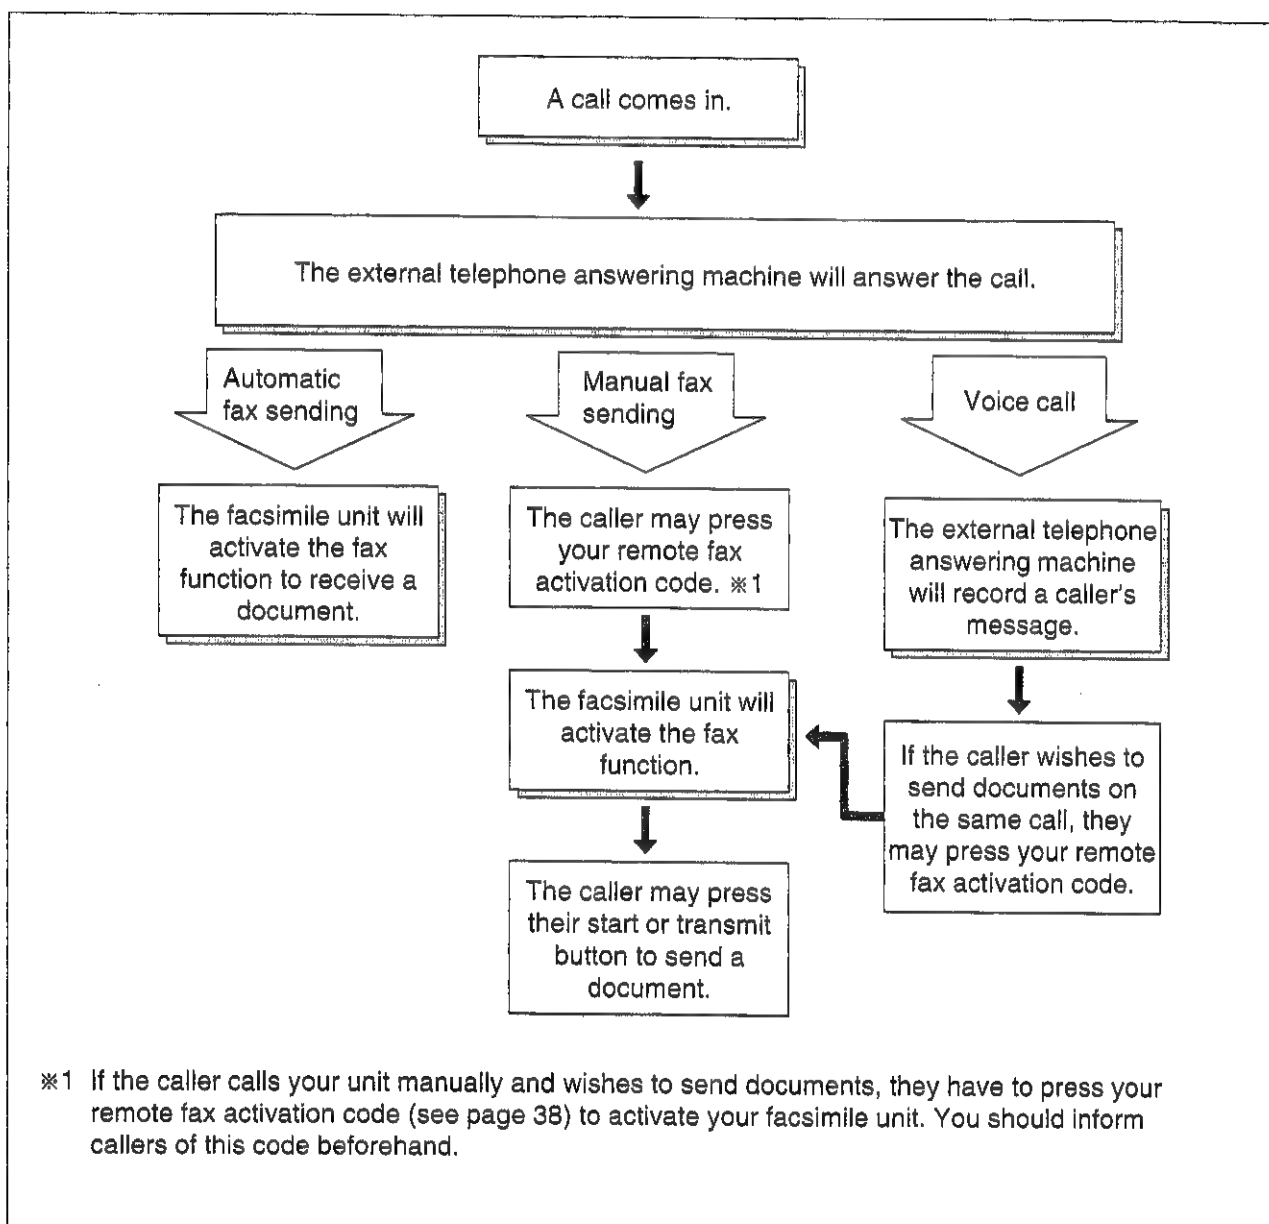 A call comes in.
The external telephone answering machine will answer the call.
Automatic
fax sending
Manual fax
sending
Voice call
The facsimile unit will
activate the fax
function to receive a
document.
The caller may press
your remote fax
activation code. ※1
The external telephone
answering machine
will record a caller's
message.
The facsimile unit will
activate the fax
function.
If the caller wishes to
send documents on
the same call, they
may press your remote
fax activation code.
The caller may press
their start or transmit
button to send a
document.
※1 If the caller calls your unit manually and wishes to send documents, they have to press your
remote fax activation code (see page 38) to activate your facsimile unit. You should inform
callers of this code beforehand.